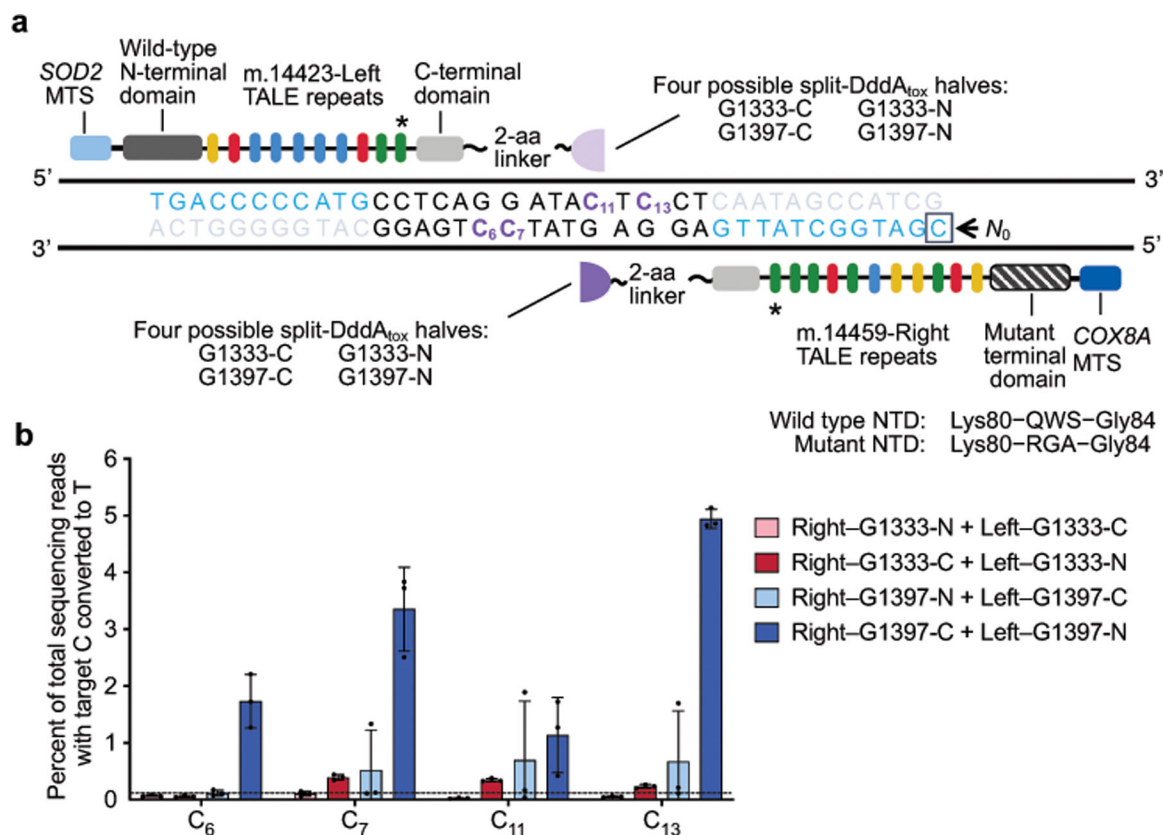 a
SOD2 MTS
Wild-type N-terminal domain
m.14423-Left TALE repeats
*
C-terminal domain
2-aa linker
Four possible split-DddAtox halves:
G1333-C G1333-N
G1397-C G1397-N
5’ 3’
TGACCCCCATGCCTCAGG ATAC11TC13CTCAATAGCCATCG
ACTGGGGGTACGGAGTC6C7TATG AG GAGTTATCGGTAGC N0
3’ 5’
2-aa linker
*
Four possible split-DddAtox halves:
G1333-C G1333-N
G1397-C G1397-N
m.14459-Right TALE repeats
Mutant terminal domain
COX8A MTS
Wild type NTD: Lys80–QWS–Gly84
Mutant NTD: Lys80–RGA–Gly84
b
Percent of total sequencing reads
with target C converted to T
6
5
4
3
2
1
0
C6 C7 C11 C13
Right–G1333-N + Left–G1333-C
Right–G1333-C + Left–G1333-N
Right–G1397-N + Left–G1397-C
Right–G1397-C + Left–G1397-N